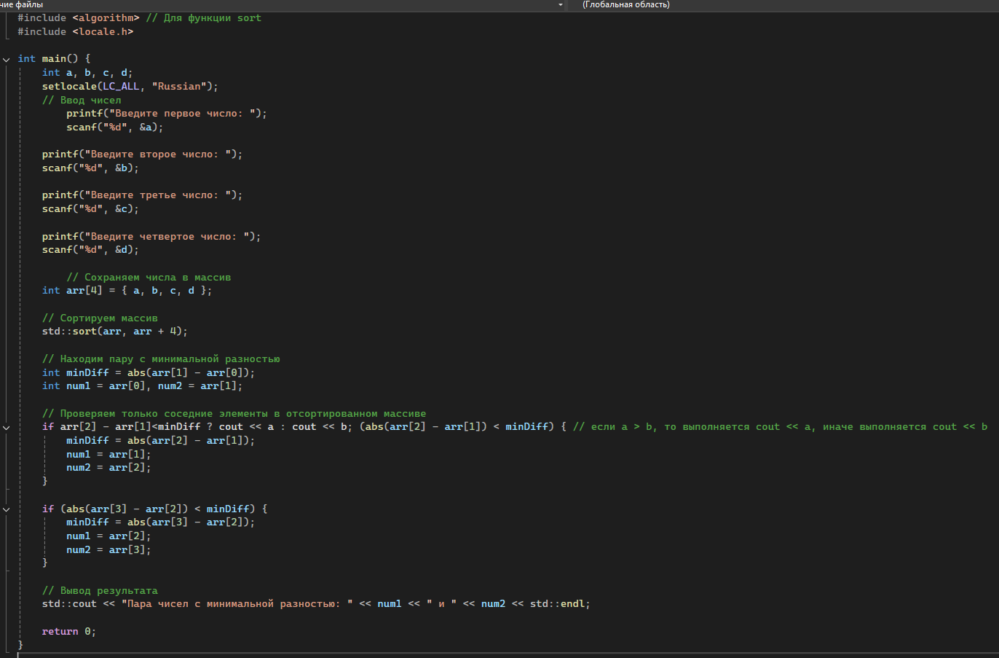 чие файлы
(Глобальная область)
#include <algorithm> // Для функции sort
#include <locale.h>
int main() {
int a, b, c, d;
setlocale(LC_ALL, "Russian");
// Ввод чисел
printf("Введите первое число: ");
scanf("%d", &a);
printf("Введите второе число: ");
scanf("%d", &b);
printf("Введите третье число: ");
scanf("%d", &c);
printf("Введите четвертое число: ");
scanf("%d", &d);
// Сохраняем числа в массив
int arr[4] = { a, b, c, d };
// Сортируем массив
std::sort(arr, arr + 4);
// Находим пару с минимальной разностью
int minDiff = abs(arr[1] - arr[0]);
int num1 = arr[0], num2 = arr[1];
// Проверяем только соседние элементы в отсортированном массиве
if arr[2] - arr[1]<minDiff ? cout << a : cout << b; (abs(arr[2] - arr[1]) < minDiff) { // если a > b, то выполняется cout << a, иначе выполняется cout << b
minDiff = abs(arr[2] - arr[1]);
num1 = arr[1];
num2 = arr[2];
}
if (abs(arr[3] - arr[2]) < minDiff) {
minDiff = abs(arr[3] - arr[2]);
num1 = arr[2];
num2 = arr[3];
}
// Вывод результата
std::cout << "Пара чисел с минимальной разностью: " << num1 << " и " << num2 << std::endl;
return 0;
}